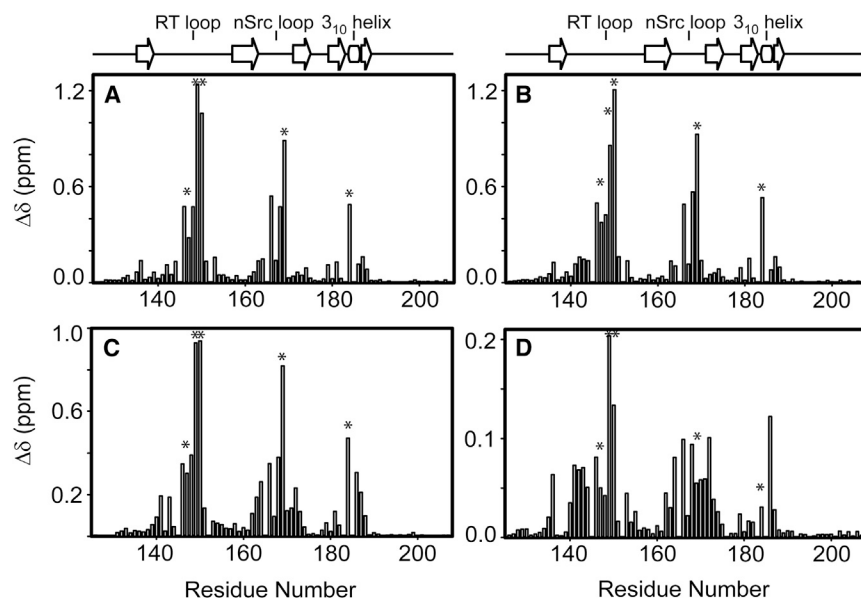 RT loop nSrc loop 3₁₀ helix RT loop nSrc loop 3₁₀ helix
A
B
1.2
0.6
0.0
1.2
0.6
0.0
Δδ (ppm)
** * * *
* * * * *
140 160 180 200
140 160 180 200
C
D
1.0
0.6
0.2
0.2
0.1
0.0
Δδ (ppm)
** * * *
** * * *
140 160 180 200
140 160 180 200
Residue Number
Residue Number